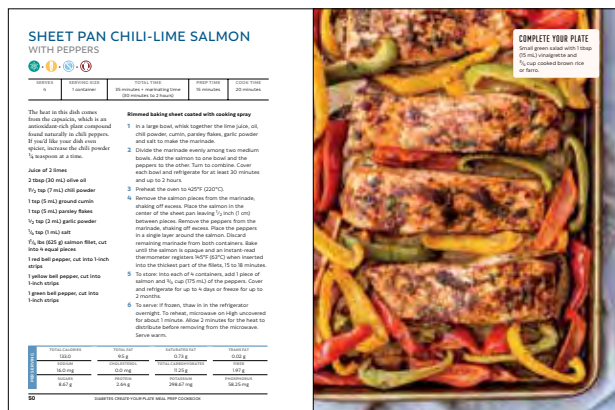 SHEET PAN CHILI-LIME SALMON
WITH PEPPERS
SERVES
4
SERVING SIZE
1 container
TOTAL TIME
35 minutes + marinating time
(30 minutes to 2 hours)
PREP TIME
15 minutes
COOK TIME
20 minutes
The heat in this dish comes
from the capsaicin, which is an
antioxidant-rich plant compound
found naturally in chili peppers.
If you'd like your dish even
spicier, increase the chili powder
1/4 teaspoon at a time.
Juice of 2 limes
2 tbsp (30 mL) olive oil
1 1/2 tsp (7 mL) chili powder
1 tsp (5 mL) ground cumin
1 tsp (5 mL) parsley flakes
1/2 tsp (2 mL) garlic powder
1/4 tsp (1 mL) salt
1 1/4 lbs (625 g) salmon fillet, cut
into 4 equal pieces
1 red bell pepper, cut into 1-inch
strips
1 yellow bell pepper, cut into
1-inch strips
1 green bell pepper, cut into
1-inch strips
Rimmed baking sheet coated with cooking spray
1 In a large bowl, whisk together the lime juice, oil,
chili powder, cumin, parsley flakes, garlic powder
and salt to make the marinade.
2 Divide the marinade evenly among two medium
bowls. Add the salmon to one bowl and the
peppers to the other. Turn to combine. Cover
each bowl and refrigerate for at least 30 minutes
and up to 2 hours.
3 Preheat the oven to 425°F (220°C).
4 Remove the salmon pieces from the marinade,
shaking off excess. Place the salmon in the
center of the sheet pan leaving 1/2 inch (1 cm)
between pieces. Remove the peppers from the
marinade, shaking off excess. Place the peppers
in a single layer around the salmon. Discard
remaining marinade from both containers. Bake
until the salmon is opaque and an instant-read
thermometer registers 145°F (63°C) when inserted
into the thickest part of the fillets, 15 to 18 minutes.
5 To store: Into each of 4 containers, add 1 piece of
salmon and 3/4 cup (175 mL) of the peppers. Cover
and refrigerate for up to 4 days or freeze for up to
2 months.
6 To serve: If frozen, thaw in the refrigerator
overnight. To reheat, microwave on High uncovered
for about 1 minute. Allow 2 minutes for the heat to
distribute before removing from the microwave.
Serve warm.
PER SERVING
TOTAL CALORIES
133.0
TOTAL FAT
9.5 g
SATURATED FAT
0.73 g
TRANS FAT
0.02 g
SODIUM
16.0 mg
CHOLESTEROL
0.0 mg
TOTAL CARBOHYDRATES
11.25 g
FIBER
1.97 g
SUGARS
8.67 g
PROTEIN
2.64 g
POTASSIUM
298.67 mg
PHOSPHORUS
58.25 mg
50
DIABETES CREATE-YOUR-PLATE MEAL PREP COOKBOOK
COMPLETE YOUR PLATE
Small green salad with 1 tbsp
(15 mL) vinaigrette and
cup cooked brown rice
or farro.